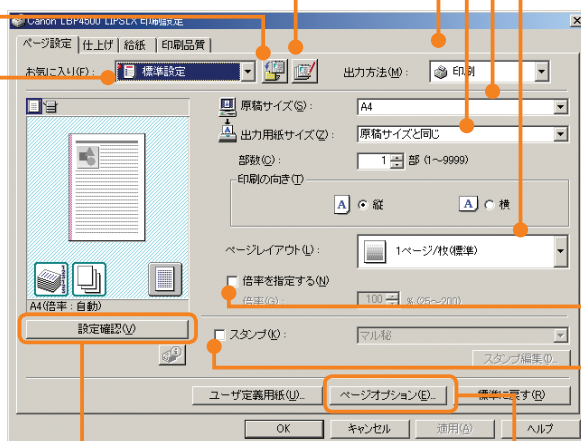 Canon LBP4500 LIPSLX 印刷設定
ページ設定 仕上げ 給紙 印刷品質
お気に入り(F): 標準設定 出力方法(M): 印刷
原稿サイズ(S): A4
出力用紙サイズ(Z): 原稿サイズと同じ
部数(C): 1 部 (1～9999)
印刷の向き(T)
A 縦 A 横
ページレイアウト(L): 1ページ/枚(標準)
倍率を指定する(N)
A4(倍率:自動) 倍率(G): 100 % (25～200)
設定確認(V) スタンプ(K): マル秘
スタンプ編集(I)...
ユーザ定義用紙(U)... ページオプション(E)... 標準に戻す(R)
OK キャンセル 適用(A) ヘルプ